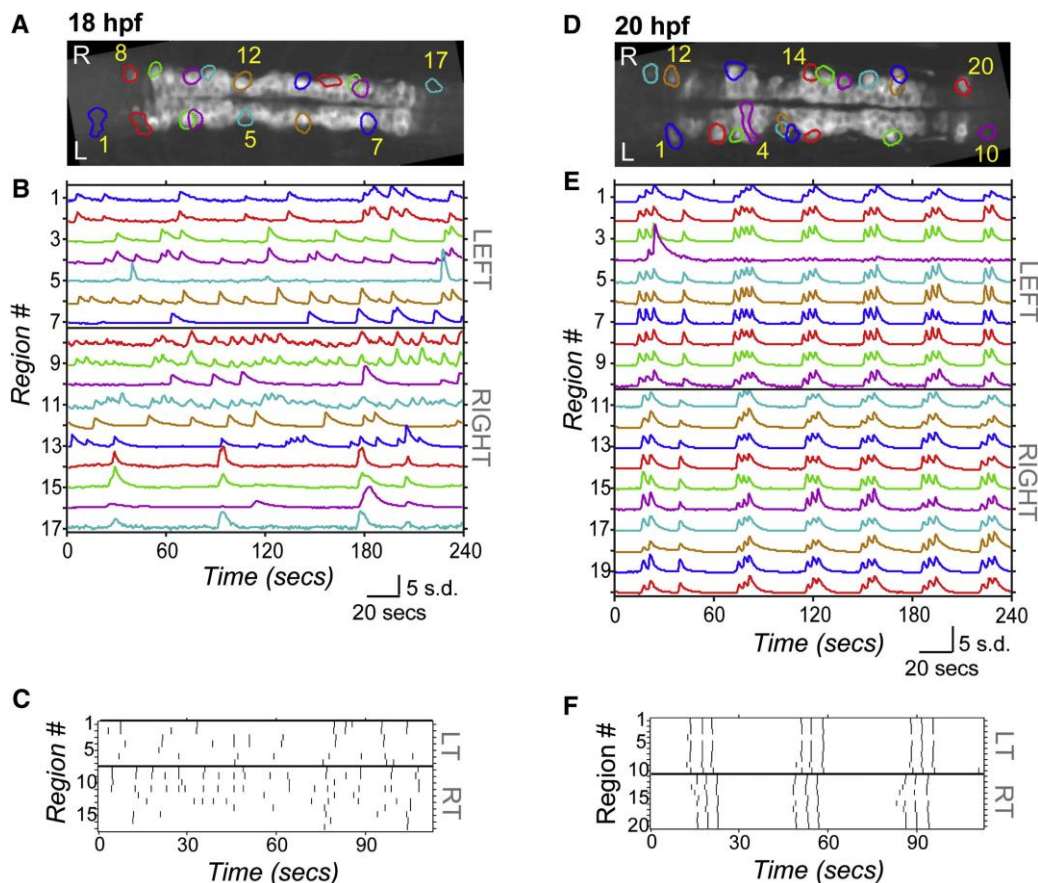 A 18 hpf
R
8 12 17
1 5 7
L
B
1
3
5
7
9
11
13
15
17
Region #
LEFT
RIGHT
0 60 120 180 240
Time (secs)
5 s.d.
20 secs
C
1
5
10
15
Region #
LT
RT
0 30 60 90
Time (secs)
D 20 hpf
R
12 14 20
1 4 10
L
E
1
3
5
7
9
11
13
15
17
19
Region #
LEFT
RIGHT
0 60 120 180 240
Time (secs)
5 s.d.
20 secs
F
1
5
10
15
20
Region #
LT
RT
0 30 60 90
Time (secs)